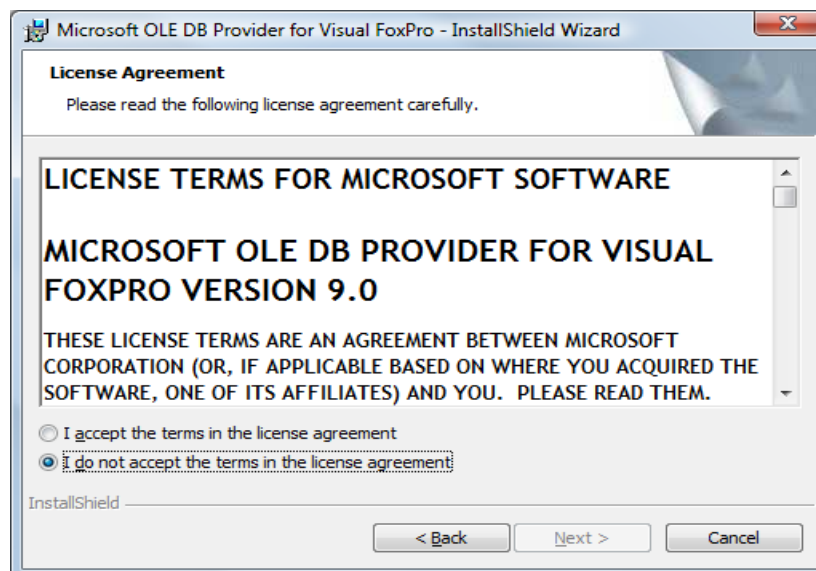 Microsoft OLE DB Provider for Visual FoxPro - InstallShield Wizard
License Agreement
Please read the following license agreement carefully.
LICENSE TERMS FOR MICROSOFT SOFTWARE
MICROSOFT OLE DB PROVIDER FOR VISUAL
FOXPRO VERSION 9.0
THESE LICENSE TERMS ARE AN AGREEMENT BETWEEN MICROSOFT
CORPORATION (OR, IF APPLICABLE BASED ON WHERE YOU ACQUIRED THE
SOFTWARE, ONE OF ITS AFFILIATES) AND YOU.  PLEASE READ THEM.
I accept the terms in the license agreement
I do not accept the terms in the license agreement
InstallShield
< Back Next > Cancel